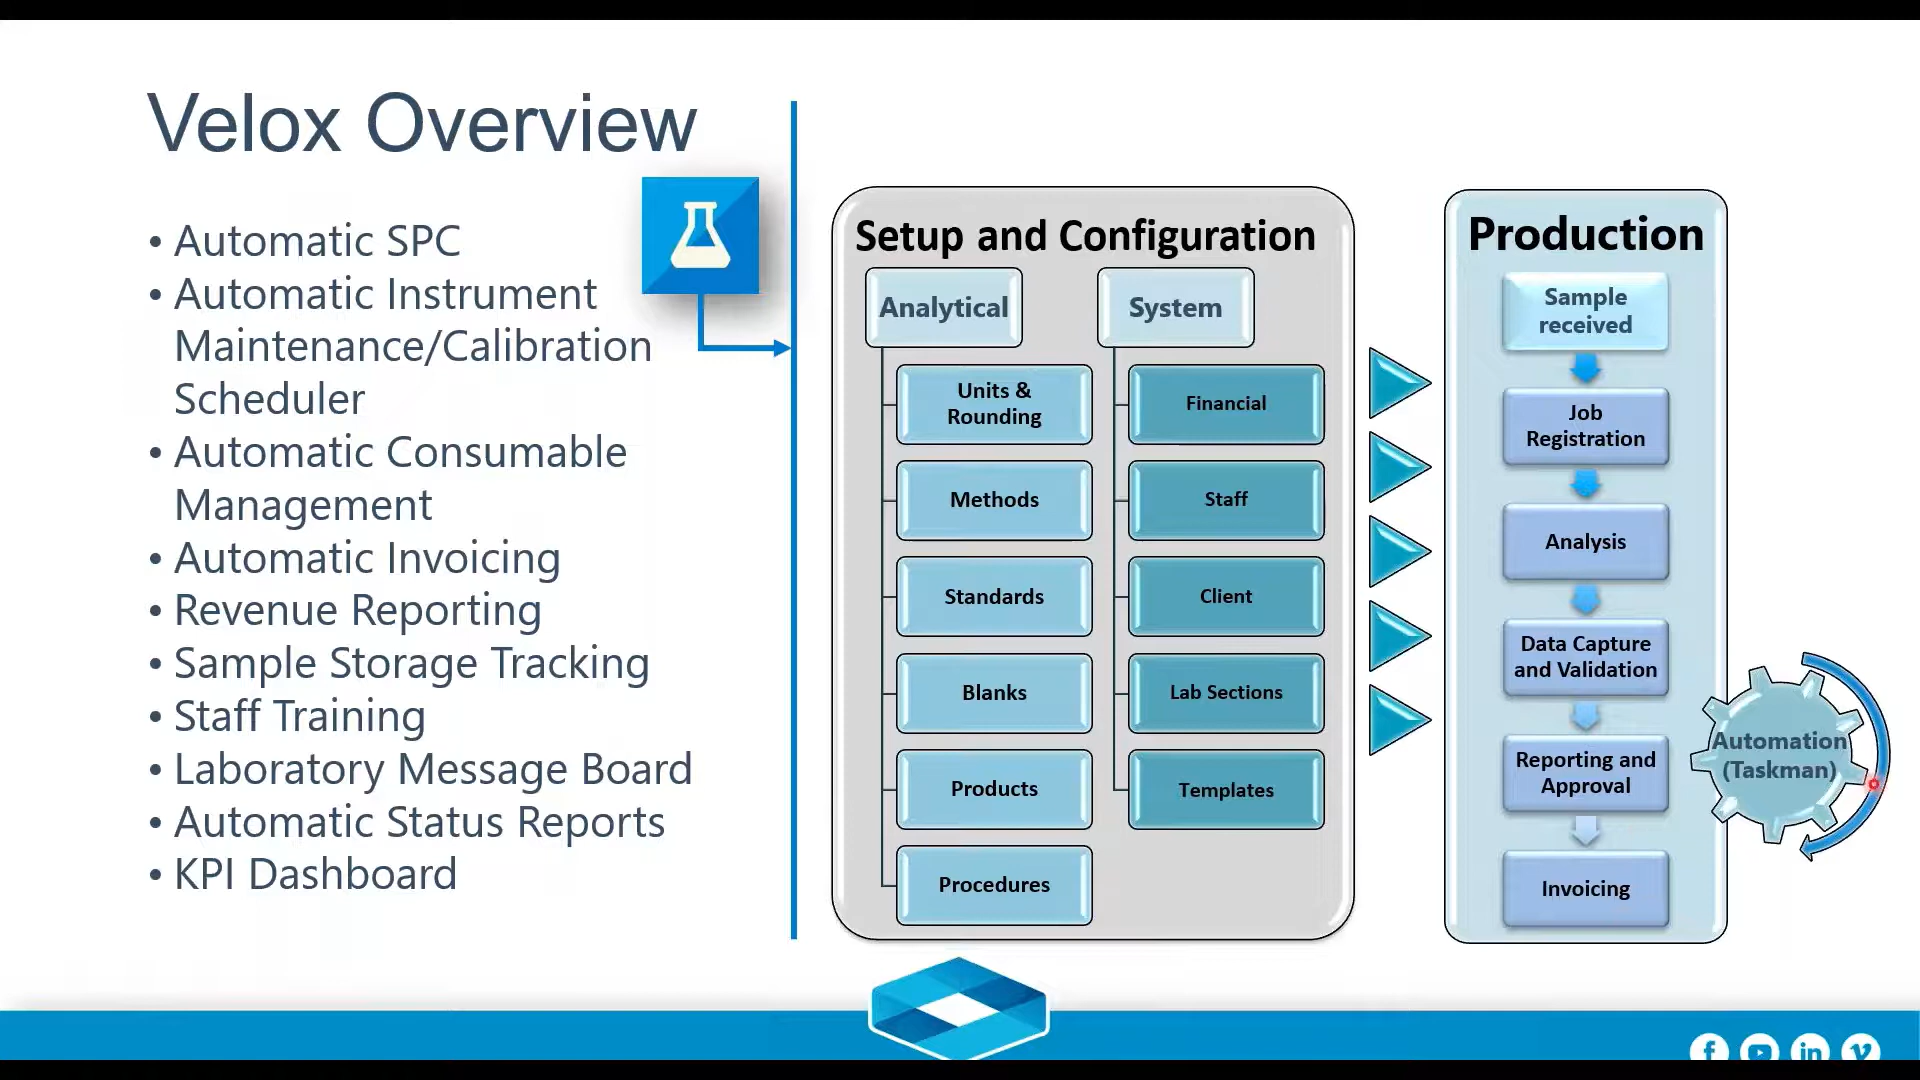 Velox Overview
• Automatic SPC
• Automatic Instrument
Maintenance/Calibration
Scheduler
• Automatic Consumable
Management
• Automatic Invoicing
• Revenue Reporting
• Sample Storage Tracking
• Staff Training
• Laboratory Message Board
• Automatic Status Reports
• KPI Dashboard
Setup and Configuration
Analytical
Units &
Rounding
Methods
Standards
Blanks
Products
Procedures
System
Financial
Staff
Client
Lab Sections
Templates
Production
Sample
received
Job
Registration
Analysis
Data Capture
and Validation
Reporting and
Approval
Invoicing
Automation
(Taskman)